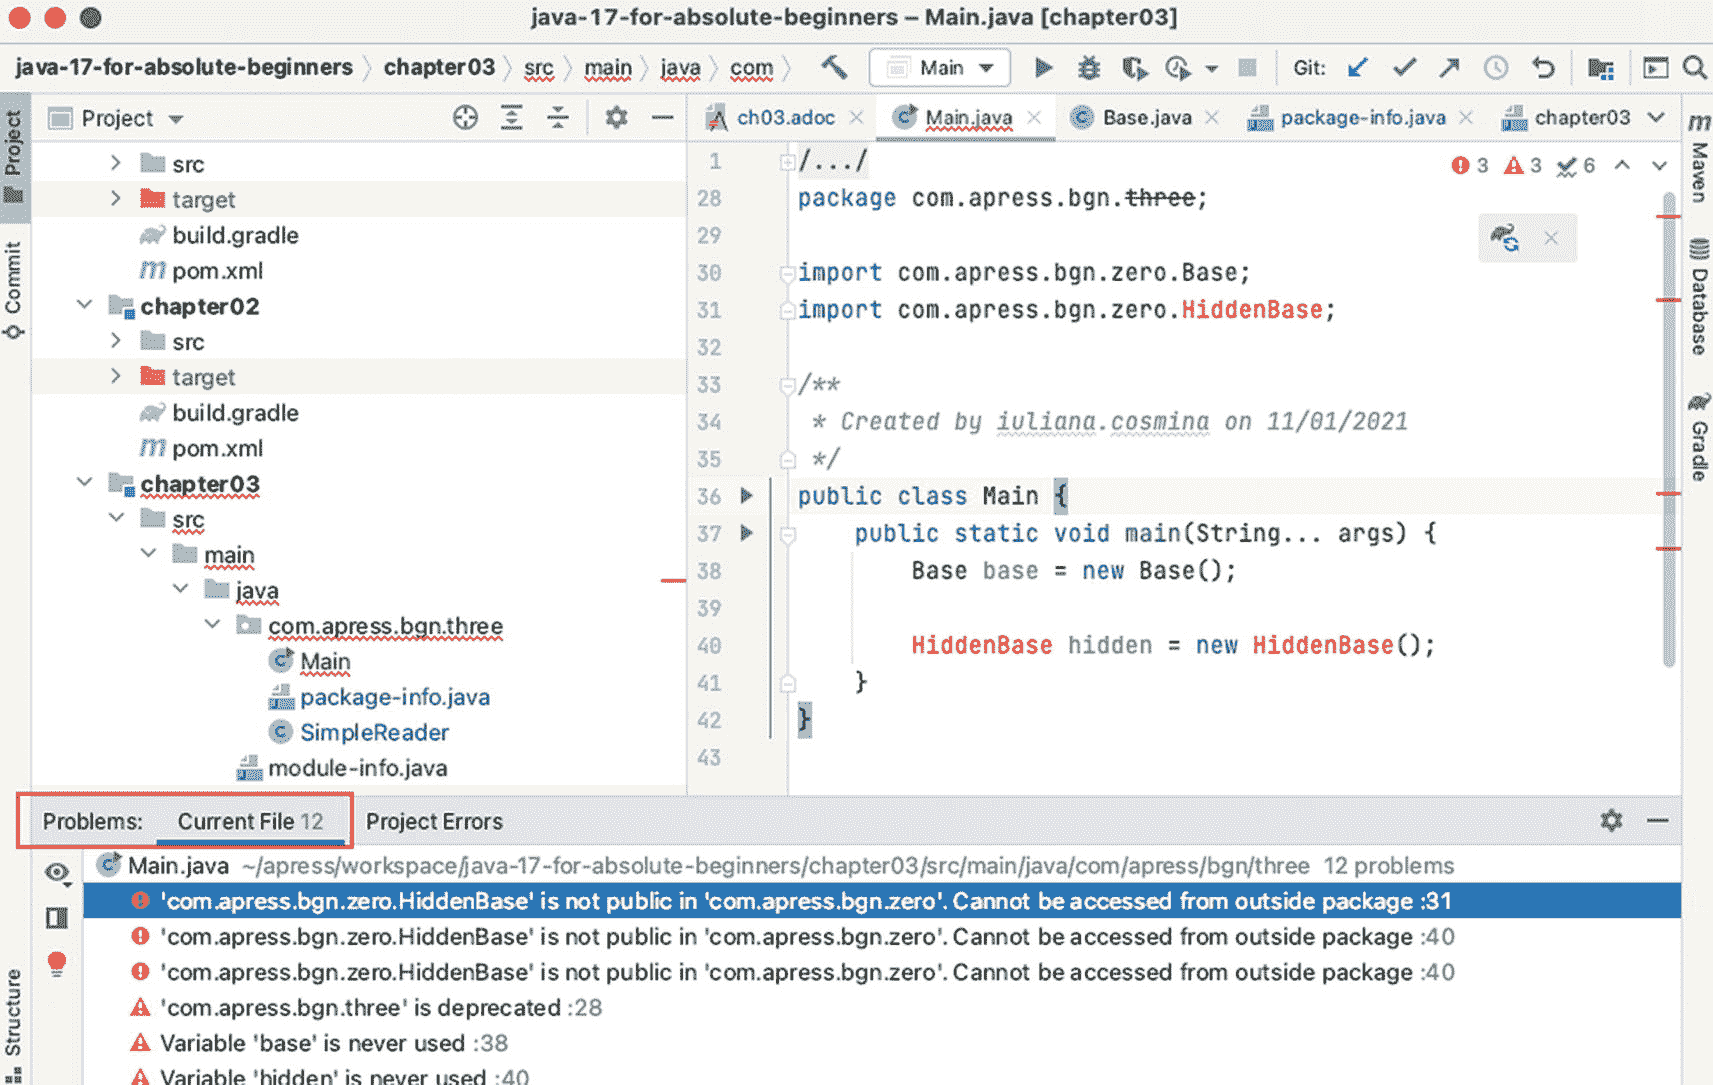 java-17-for-absolute-beginners – Main.java [chapter03]
java-17-for-absolute-beginners chapter03 src main java com Main Git:
Project
Commit
Structure
Project
src
target
build.gradle
pom.xml
chapter02
src
target
build.gradle
pom.xml
chapter03
src
main
java
com.apress.bgn.three
Main
package-info.java
SimpleReader
module-info.java
ch03.adoc Main.java Base.java package-info.java chapter03
3 3 6
1 /.../
28 package com.apress.bgn.three;
29
30 import com.apress.bgn.zero.Base;
31 import com.apress.bgn.zero.HiddenBase;
32
33 /**
34 * Created by iuliana.cosmina on 11/01/2021
35 */
36 public class Main {
37 public static void main(String... args) {
38 Base base = new Base();
39
40 HiddenBase hidden = new HiddenBase();
41 }
42 }
43
Maven
Database
Gradle
Problems: Current File 12 Project Errors
Main.java ~/apress/workspace/java-17-for-absolute-beginners/chapter03/src/main/java/com/apress/bgn/three 12 problems
'com.apress.bgn.zero.HiddenBase' is not public in 'com.apress.bgn.zero'. Cannot be accessed from outside package :31
'com.apress.bgn.zero.HiddenBase' is not public in 'com.apress.bgn.zero'. Cannot be accessed from outside package :40
'com.apress.bgn.zero.HiddenBase' is not public in 'com.apress.bgn.zero'. Cannot be accessed from outside package :40
'com.apress.bgn.three' is deprecated :28
Variable 'base' is never used :38
Variable 'hidden' is never used :40